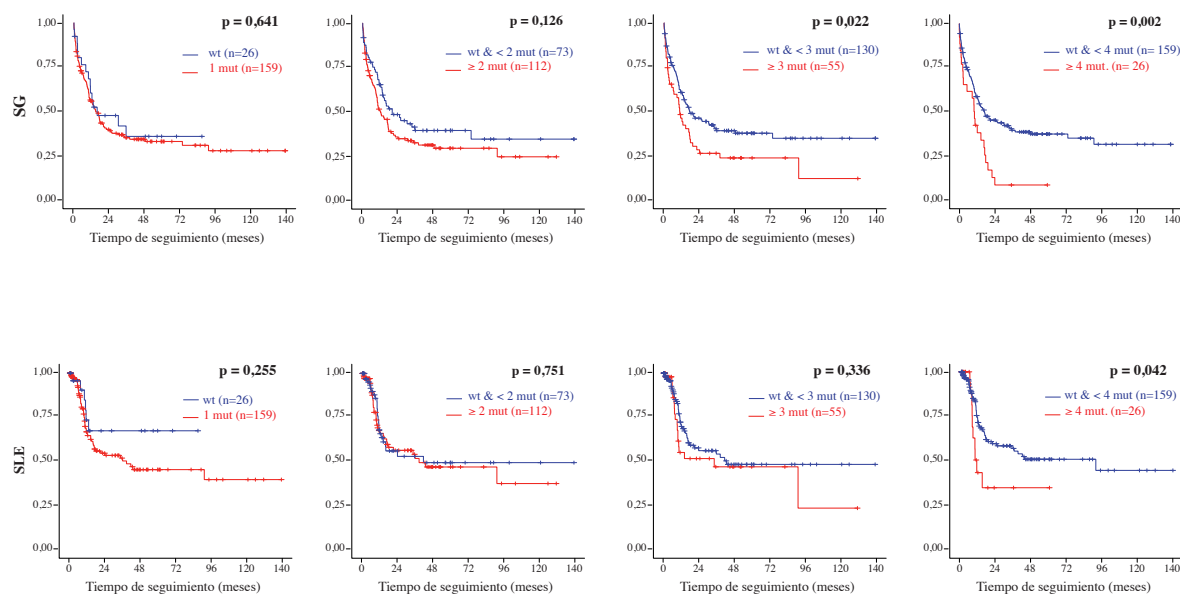 SG
p = 0,641
wt (n=26)
1 mut (n=159)
1,00
0,75
0,50
0,25
0,00
0 24 48 72 96 140
Tiempo de seguimiento (meses)
p = 0,126
wt & < 2 mut (n=73)
≥ 2 mut (n=112)
1,00
0,75
0,50
0,25
0,00
0 24 48 72 96 140
Tiempo de seguimiento (meses)
p = 0,022
wt & < 3 mut (n=130)
≥ 3 mut (n=55)
1,00
0,75
0,50
0,25
0,00
0 24 48 72 96 140
Tiempo de seguimiento (meses)
p = 0,002
wt & < 4 mut (n= 159)
≥ 4 mut. (n= 26)
1,00
0,75
0,50
0,25
0,00
0 24 48 72 96 140
Tiempo de seguimiento (meses)
SLE
p = 0,255
wt (n=26)
1 mut (n=159)
1,00
0,75
0,50
0,25
0,00
0 24 48 72 96 140
Tiempo de seguimiento (meses)
p = 0,751
wt & < 2 mut (n=73)
≥ 2 mut (n=112)
1,00
0,75
0,50
0,25
0,00
0 24 48 72 96 140
Tiempo de seguimiento (meses)
p = 0,336
wt & < 3 mut (n=130)
≥ 3 mut (n=55)
1,00
0,75
0,50
0,25
0,00
0 24 48 72 96 140
Tiempo de seguimiento (meses)
p = 0,042
wt & < 4 mut (n=159)
≥ 4 mut. (n=26)
1,00
0,75
0,50
0,25
0,00
0 24 48 72 96 140
Tiempo de seguimiento (meses)